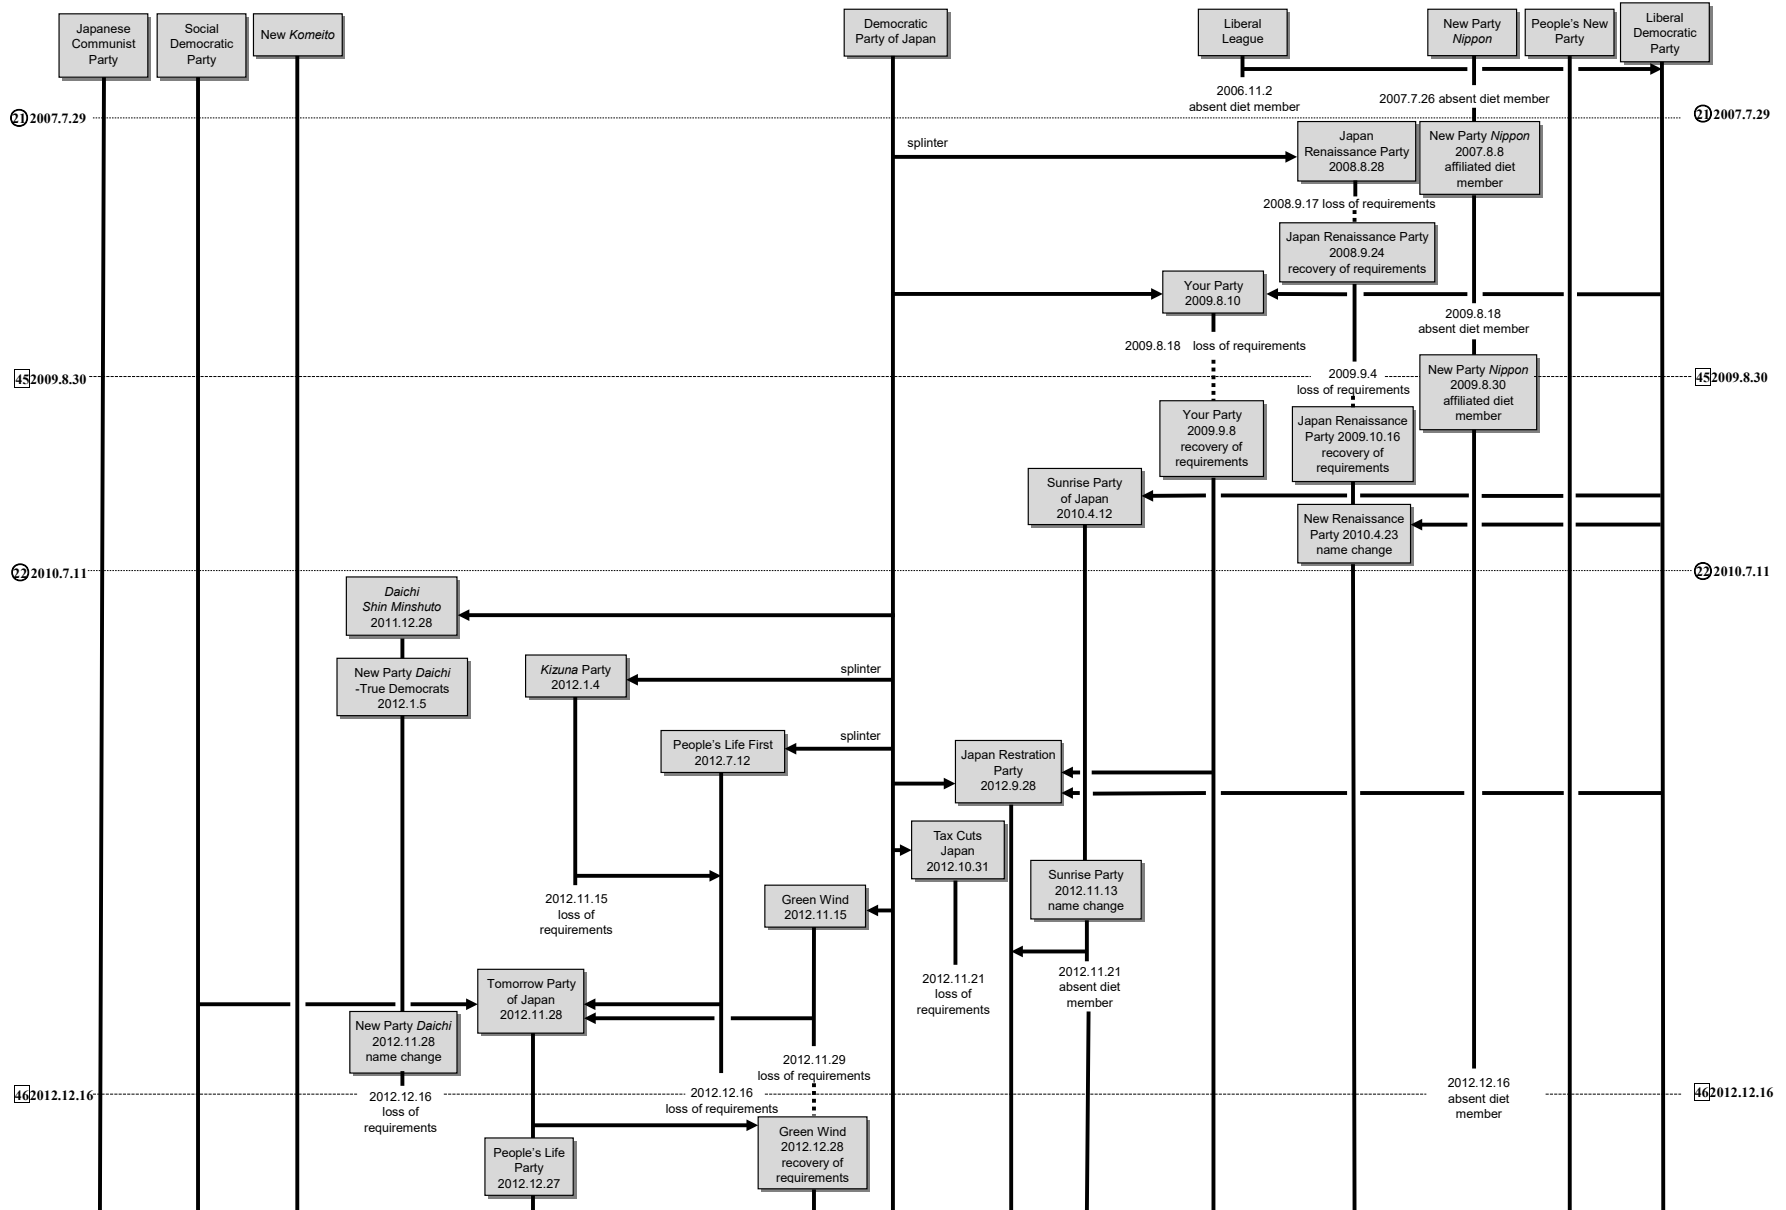 Japanese
Communist
Party
Social
Democratic
Party
New Komeito
Democratic
Party of Japan
Liberal
League
New Party
Nippon
People's New
Party
Liberal
Democratic
Party
2006.11.2
absent diet member
2007.7.26 absent diet member
21 2007.7.29
21 2007.7.29
splinter
Japan
Renaissance Party
2008.8.28
New Party Nippon
2007.8.8
affiliated diet
member
2008.9.17 loss of requirements
Japan Renaissance Party
2008.9.24
recovery of requirements
Your Party
2009.8.10
2009.8.18
absent diet member
2009.8.18 loss of requirements
45 2009.8.30
2009.9.4
loss of requirements
New Party Nippon
2009.8.30
affiliated diet
member
45 2009.8.30
Your Party
2009.9.8
recovery of
requirements
Japan Renaissance
Party 2009.10.16
recovery of
requirements
Sunrise Party
of Japan
2010.4.12
New Renaissance
Party 2010.4.23
name change
22 2010.7.11
22 2010.7.11
Daichi
Shin Minshuto
2011.12.28
New Party Daichi
-True Democrats
2012.1.5
Kizuna Party
2012.1.4
splinter
People's Life First
2012.7.12
splinter
Japan Restration
Party
2012.9.28
Tax Cuts
Japan
2012.10.31
Sunrise Party
2012.11.13
name change
2012.11.15
loss of
requirements
Green Wind
2012.11.15
2012.11.21
loss of
requirements
2012.11.21
absent diet
member
Tomorrow Party
of Japan
2012.11.28
New Party Daichi
2012.11.28
name change
2012.11.29
loss of requirements
46 2012.12.16
2012.12.16
loss of
requirements
2012.12.16
loss of requirements
2012.12.16
absent diet
member
46 2012.12.16
People's Life
Party
2012.12.27
Green Wind
2012.12.28
recovery of
requirements